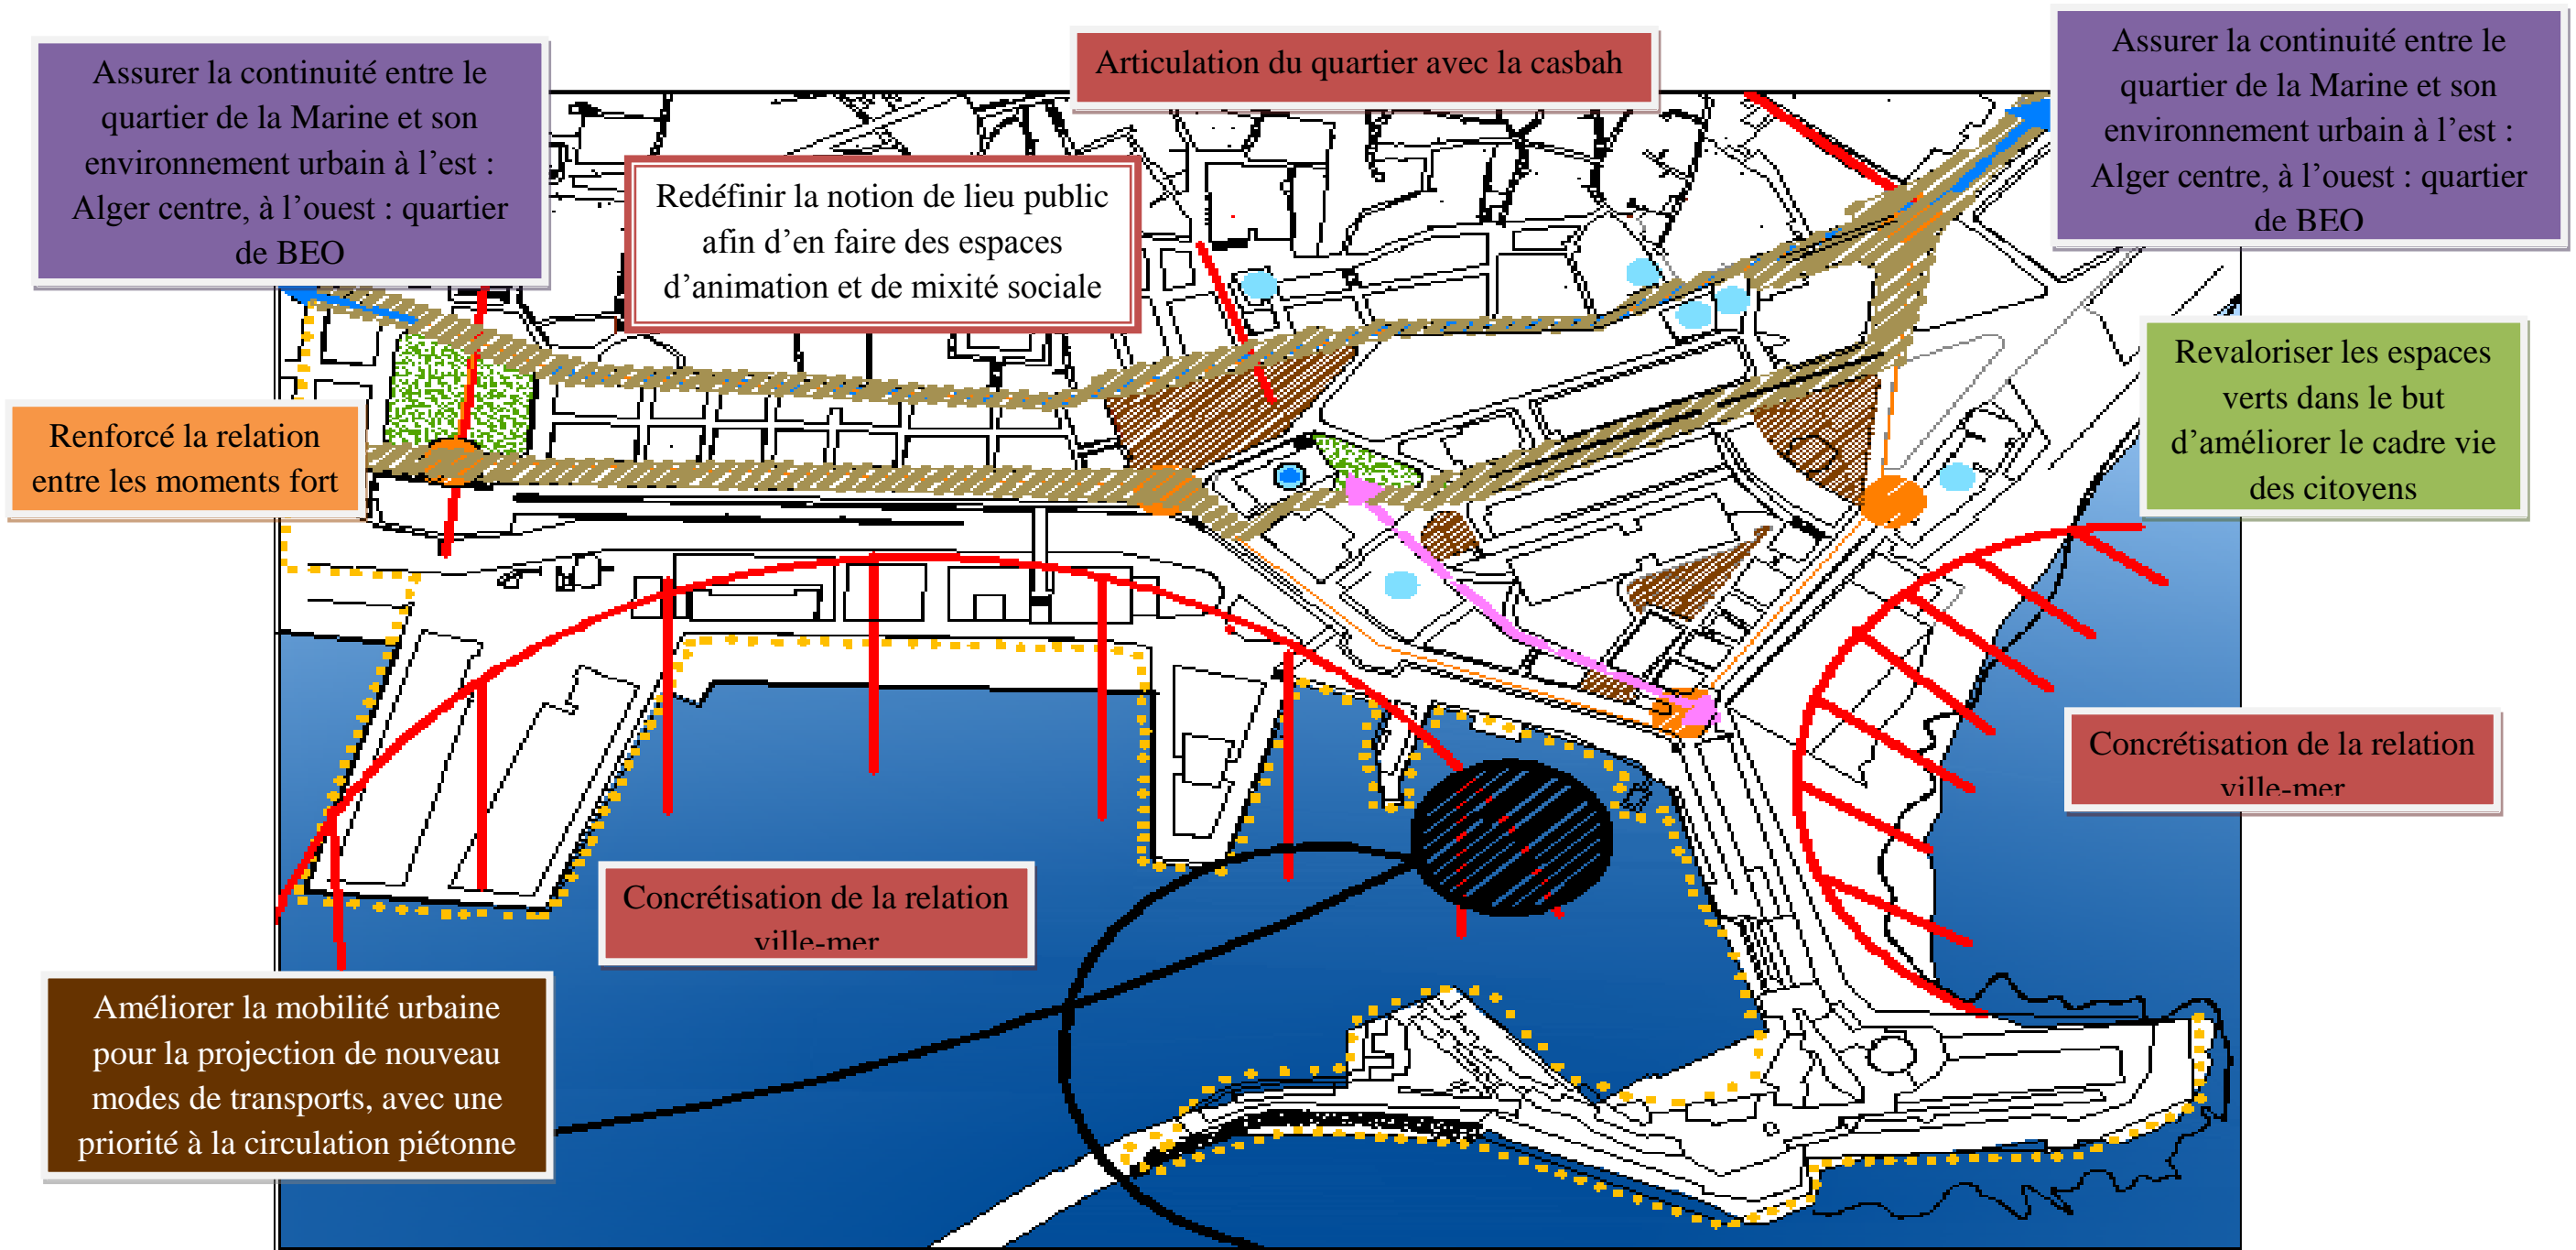 Assurer la continuité entre le
quartier de la Marine et son
environnement urbain à l’est :
Alger centre, à l’ouest : quartier
de BEO
Articulation du quartier avec la casbah
Assurer la continuité entre le
quartier de la Marine et son
environnement urbain à l’est :
Alger centre, à l’ouest : quartier
de BEO
Redéfinir la notion de lieu public
afin d’en faire des espaces
d’animation et de mixité sociale
Revaloriser les espaces
verts dans le but
d’améliorer le cadre vie
des citoyens
Renforcé la relation
entre les moments fort
Concrétisation de la relation
ville-mer
Concrétisation de la relation
ville-mer
Améliorer la mobilité urbaine
pour la projection de nouveau
modes de transports, avec une
priorité à la circulation piétonne